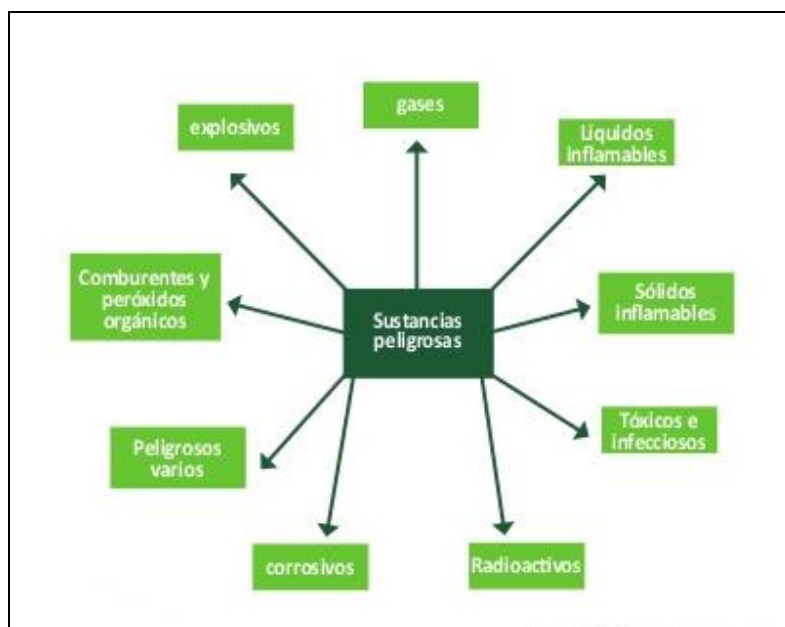 gases
explosivos
Líquidos
inflamables
Comburentes y
peróxidos
orgánicos
Sustancias
peligrosas
Sólidos
inflamables
Peligrosos
varios
Tóxicos e
infecciosos
corrosivos
Radioactivos